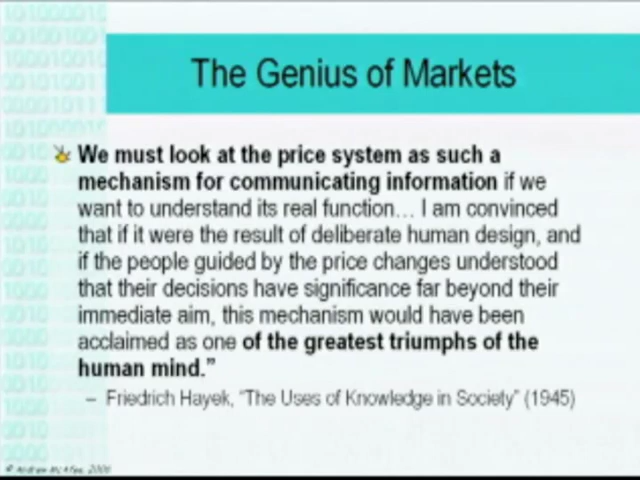 The Genius of Markets
We must look at the price system as such a
mechanism for communicating information if we
want to understand its real function… I am convinced
that if it were the result of deliberate human design, and
if the people guided by the price changes understood
that their decisions have significance far beyond their
immediate aim, this mechanism would have been
acclaimed as one of the greatest triumphs of the
human mind.”
– Friedrich Hayek, “The Uses of Knowledge in Society” (1945)